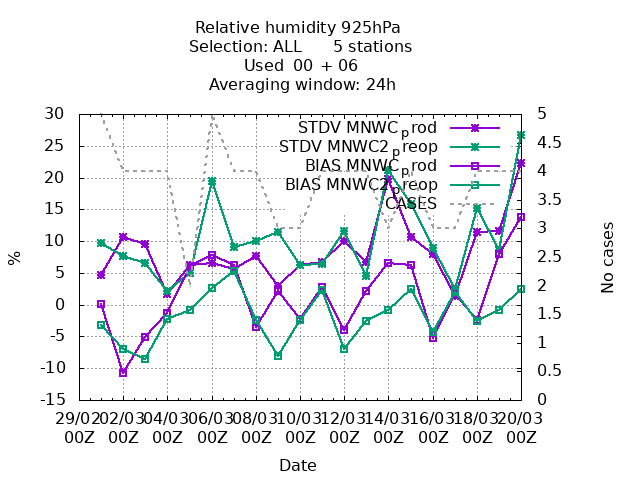 Relative humidity 925hPa
Selection: ALL 5 stations
Used 00 + 06
Averaging window: 24h
30 25 20 15 10 5 0 -5 -10 -15
5 4.5 4 3.5 3 2.5 2 1.5 1 0.5 0
%
No cases
STDV MNWC_prod
STDV MNWC2_preop
BIAS MNWC_prod
BIAS MNWC2_preop
CASES
29/02 02/03 04/03 06/03 08/03 10/03 12/03 14/03 16/03 18/03 20/03
00Z 00Z 00Z 00Z 00Z 00Z 00Z 00Z 00Z 00Z 00Z
Date